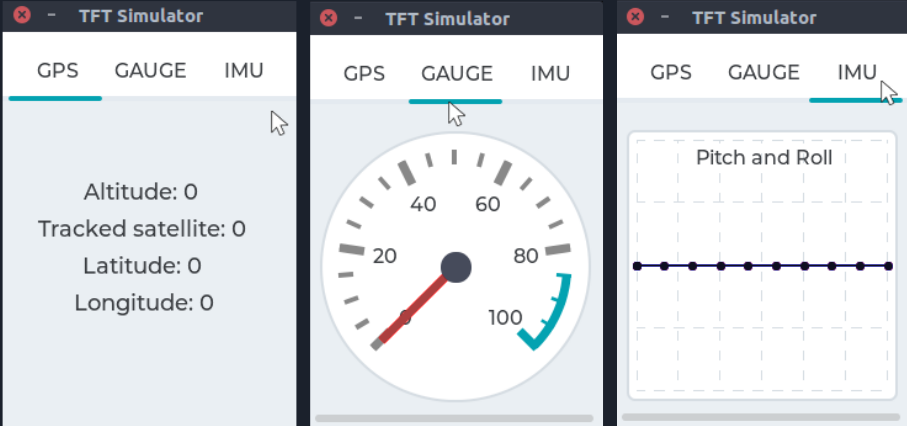 TFT Simulator
GPS GAUGE IMU
Altitude: 0
Tracked satellite: 0
Latitude: 0
Longitude: 0
TFT Simulator
GPS GAUGE IMU
40 60
20 80
0 100
TFT Simulator
GPS GAUGE IMU
Pitch and Roll